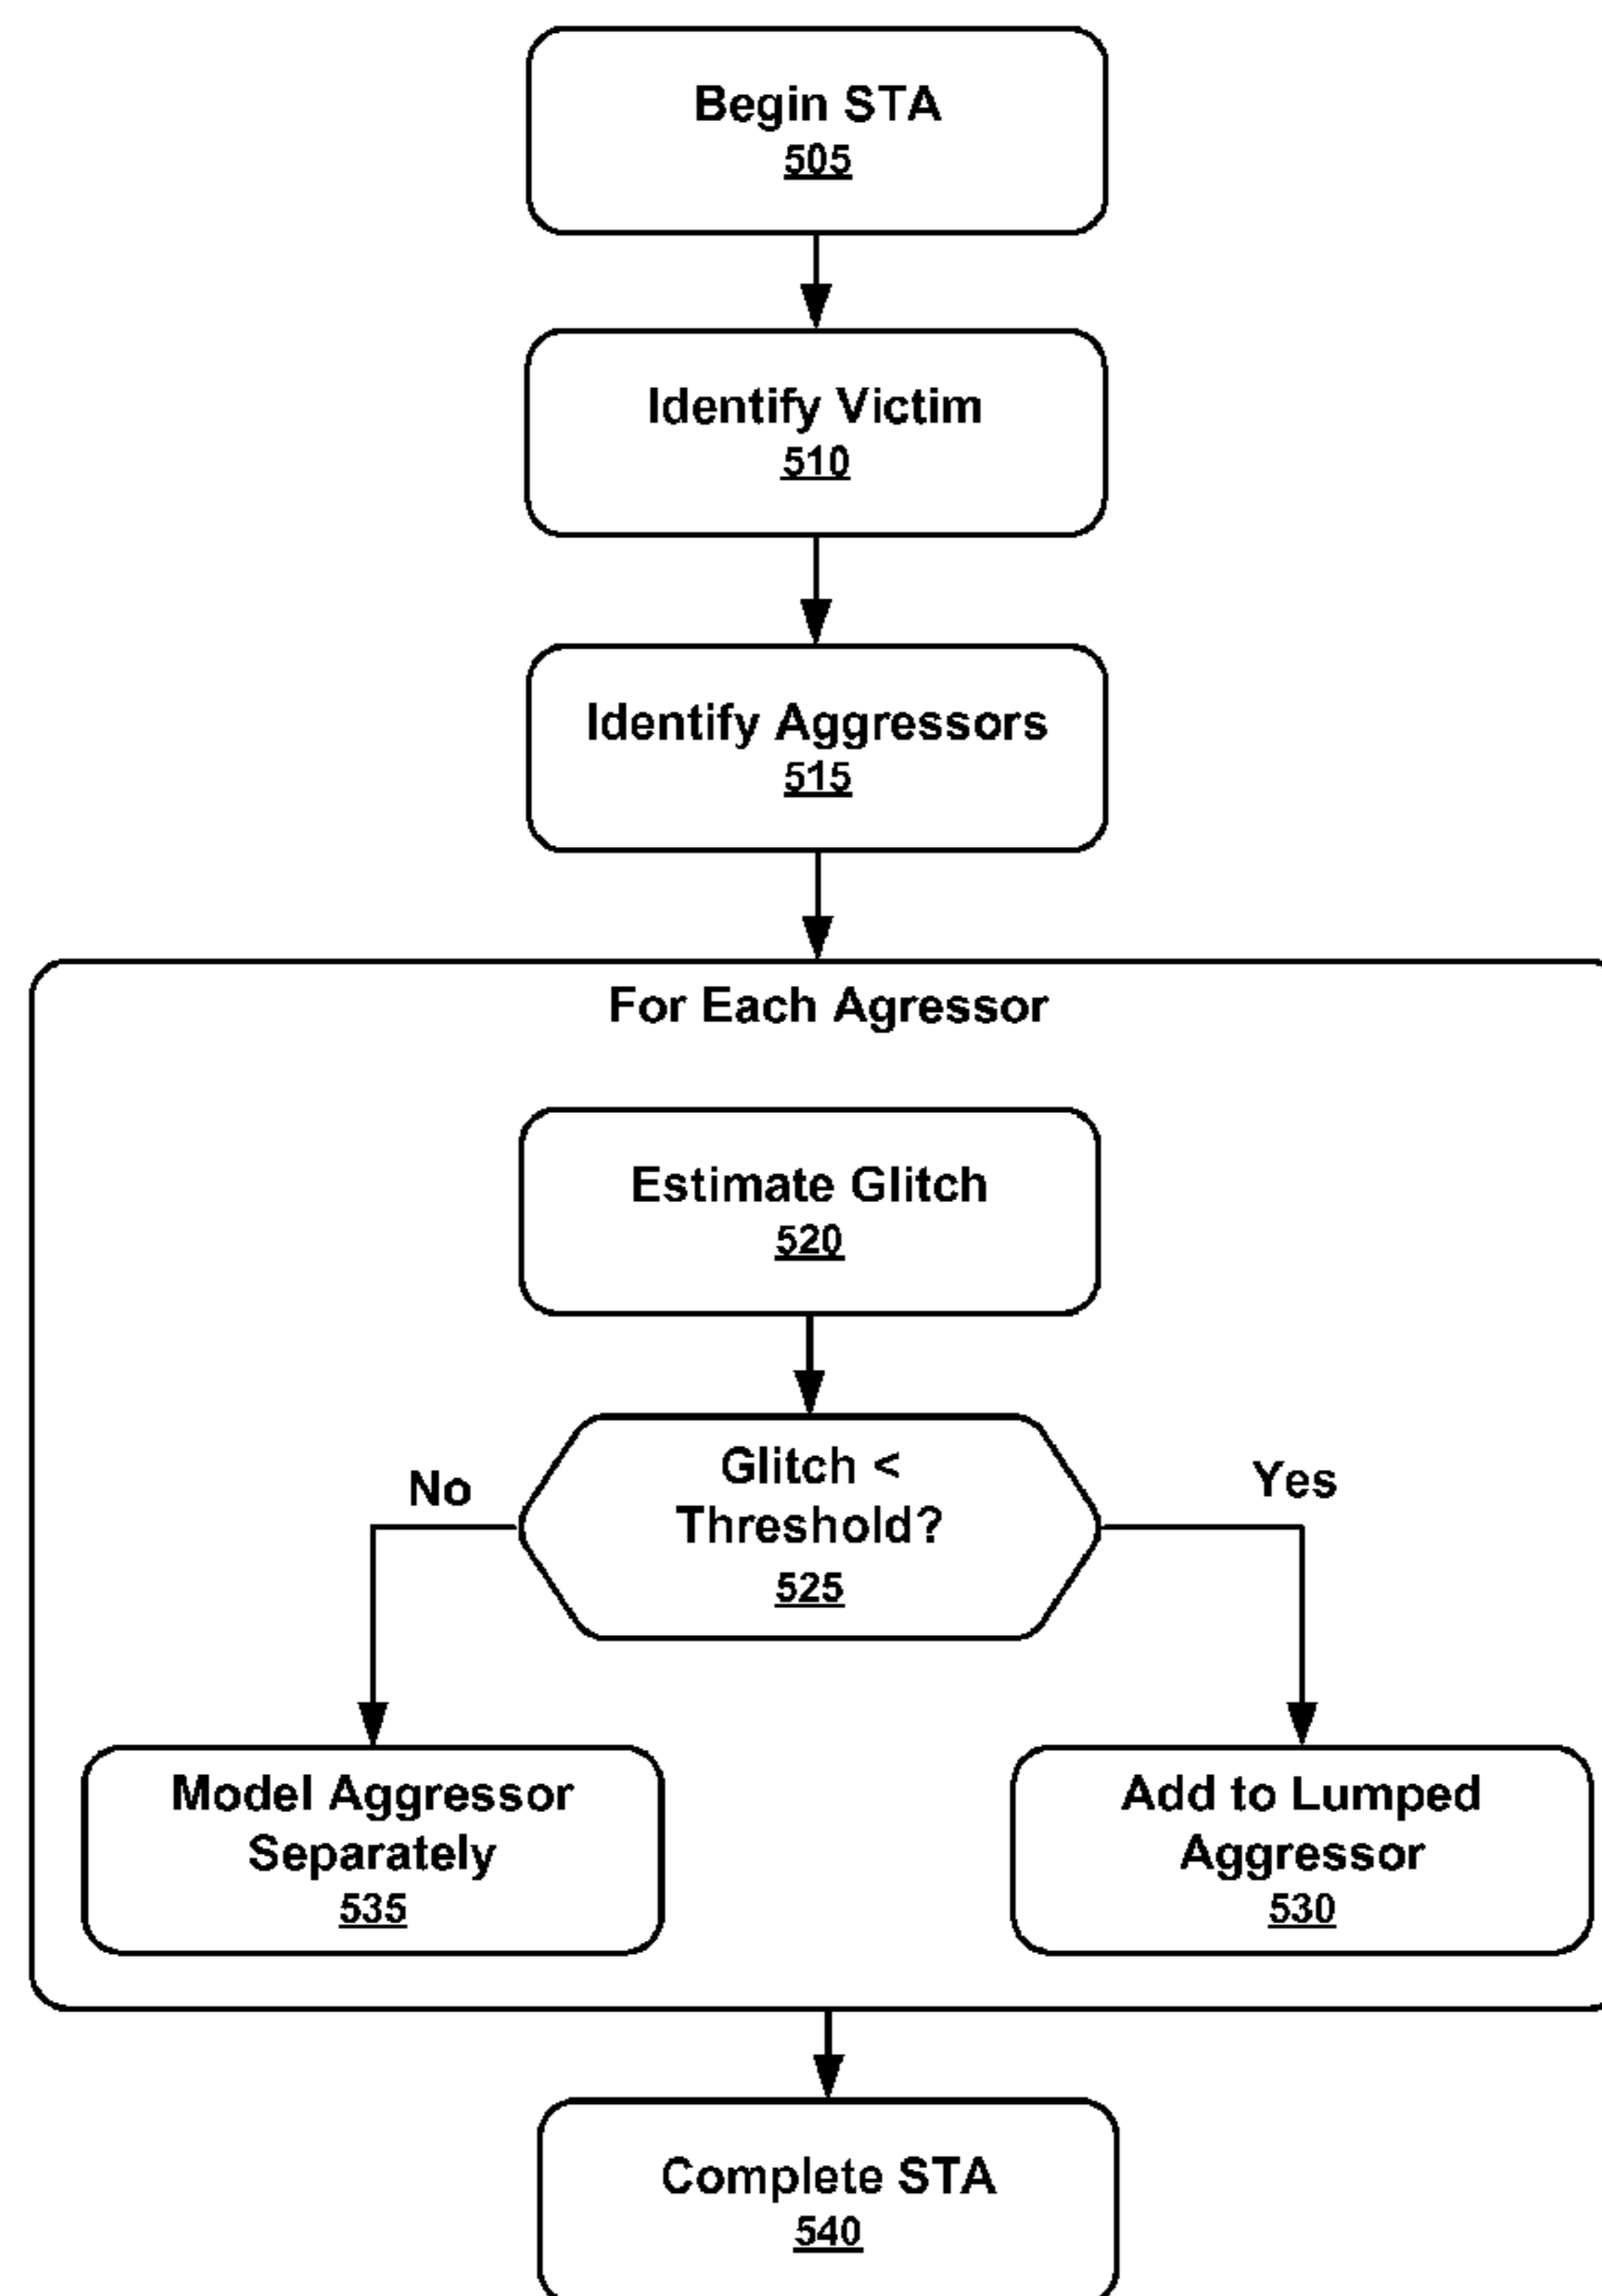 Begin STA
505
Identify Victim
510
Identify Aggressors
515
For Each Agressor
Estimate Glitch
520
Glitch <
Threshold?
525
No
Yes
Model Aggressor
Separately
535
Add to Lumped
Aggressor
530
Complete STA
540